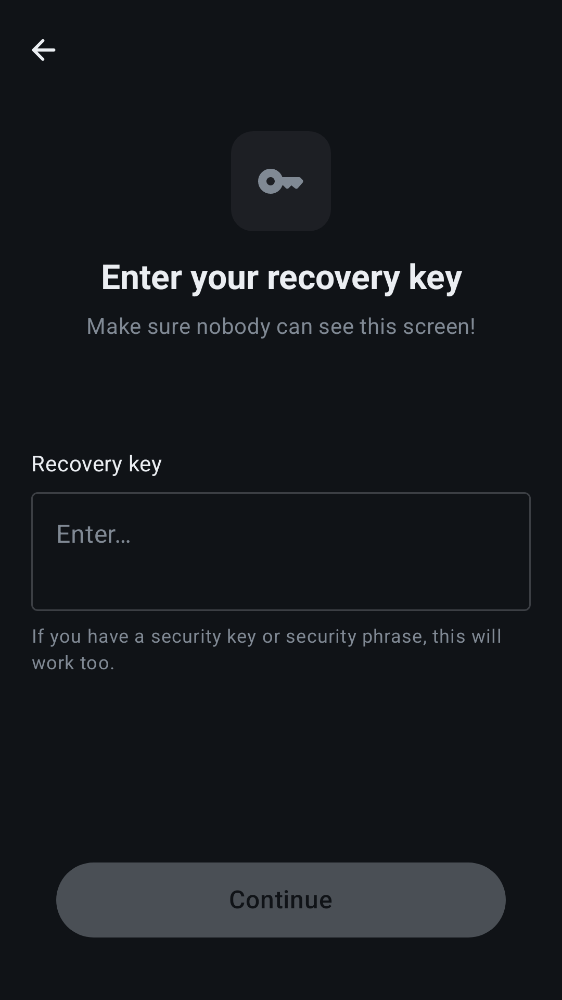 Enter your recovery key
Make sure nobody can see this screen!
Recovery key
Enter…
If you have a security key or security phrase, this will
work too.
Continue